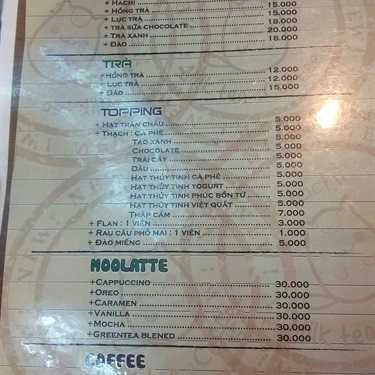 + HACHI 15.000
+ HỒNG TRÀ 15.000
+ LỤC TRÀ 18.000
+ TRÀ SỮA CHOCOLATE 20.000
+ TRÀ XANH 18.000
+ ĐÀO
TRÀ
+HỒNG TRÀ 12.000
LỤC TRÀ 12.000
+ ĐÀO 15.000
TOPPING
+ HẠT TRÂN CHÂU 5.000
+ THẠCH : CÀ PHÊ 5.000
TÁO XANH 5.000
CHOCOLATE 5.000
TRÁI CÂY 5.000
DÂU 5.000
HẠT THỦY TINH CÀ PHÊ 5.000
HẠT THỦY TINH YOGURT 5.000
HẠT THỦY TINH PHÚC BỒN TỬ 5.000
HẠT THỦY TINH VIỆT QUẤT 5.000
THẬP CẨM 7.000
+ FLAN : 1 VIÊN 3.000
+ RAU CÂU PHÔ MAI : 1 VIÊN 1.000
+ ĐÀO MIẾNG 5.000
MOOLATTE
+CAPPUCCINO 30.000
+OREO 30.000
+CARAMEN 30.000
+VANILLA 30.000
+MOCHA 30.000
+GREENTEA BLENDED 30.000
COFFEE